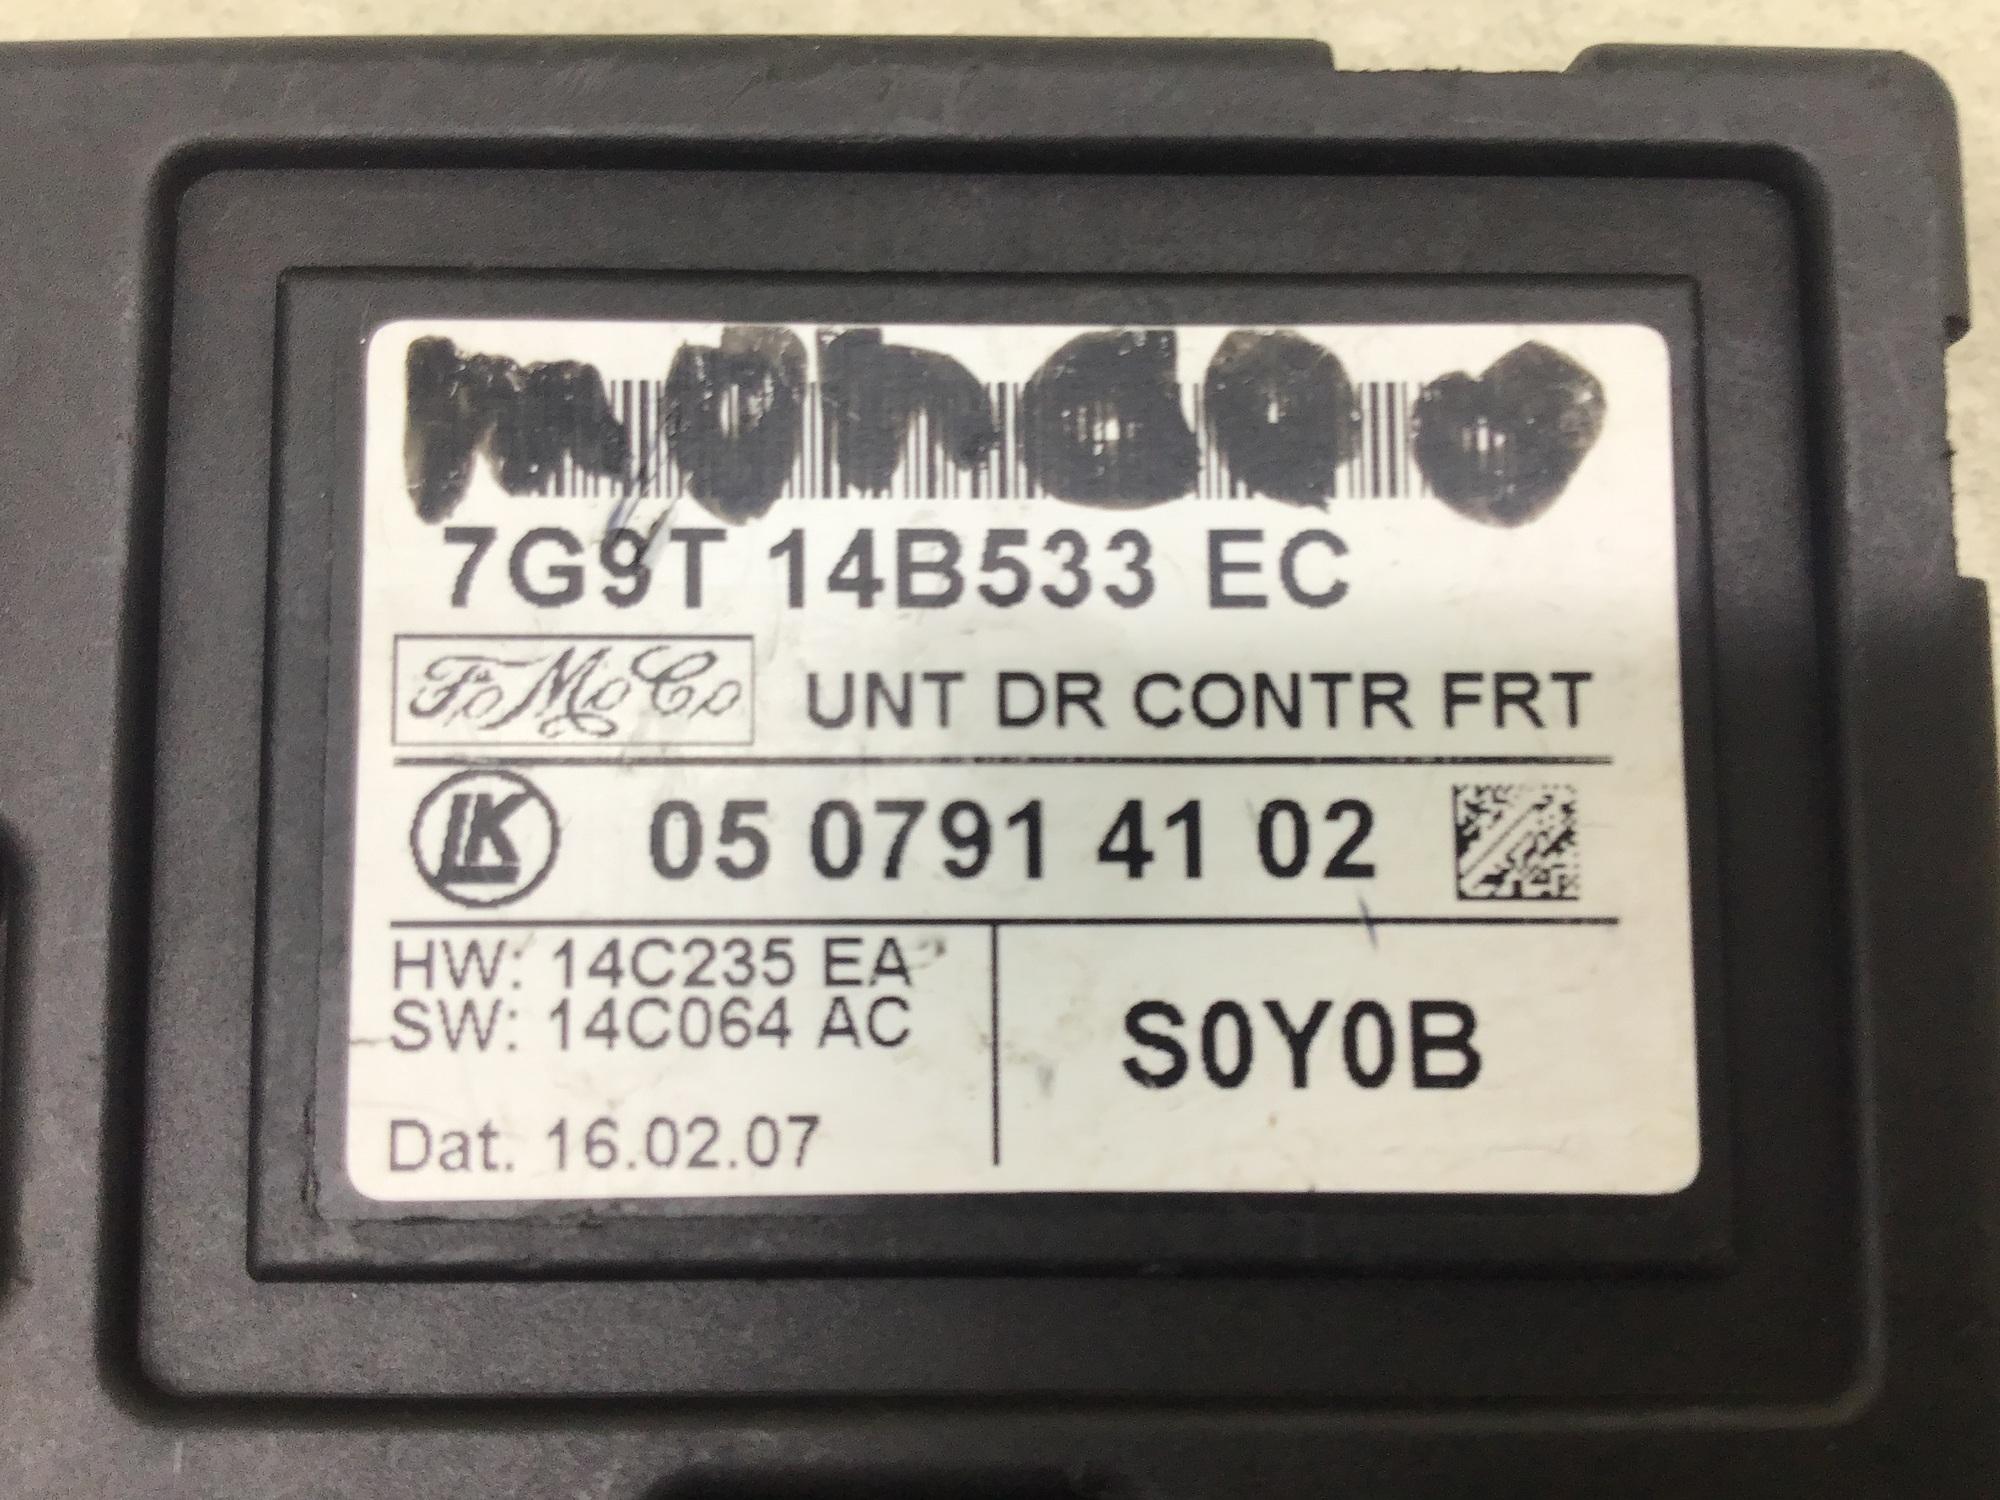 mondeo
7G9T 14B533 EC
FoMoCo UNT DR CONTR FRT
LK 05 0791 41 02
HW: 14C235 EA
SW: 14C064 AC
S0Y0B
Dat. 16.02.07